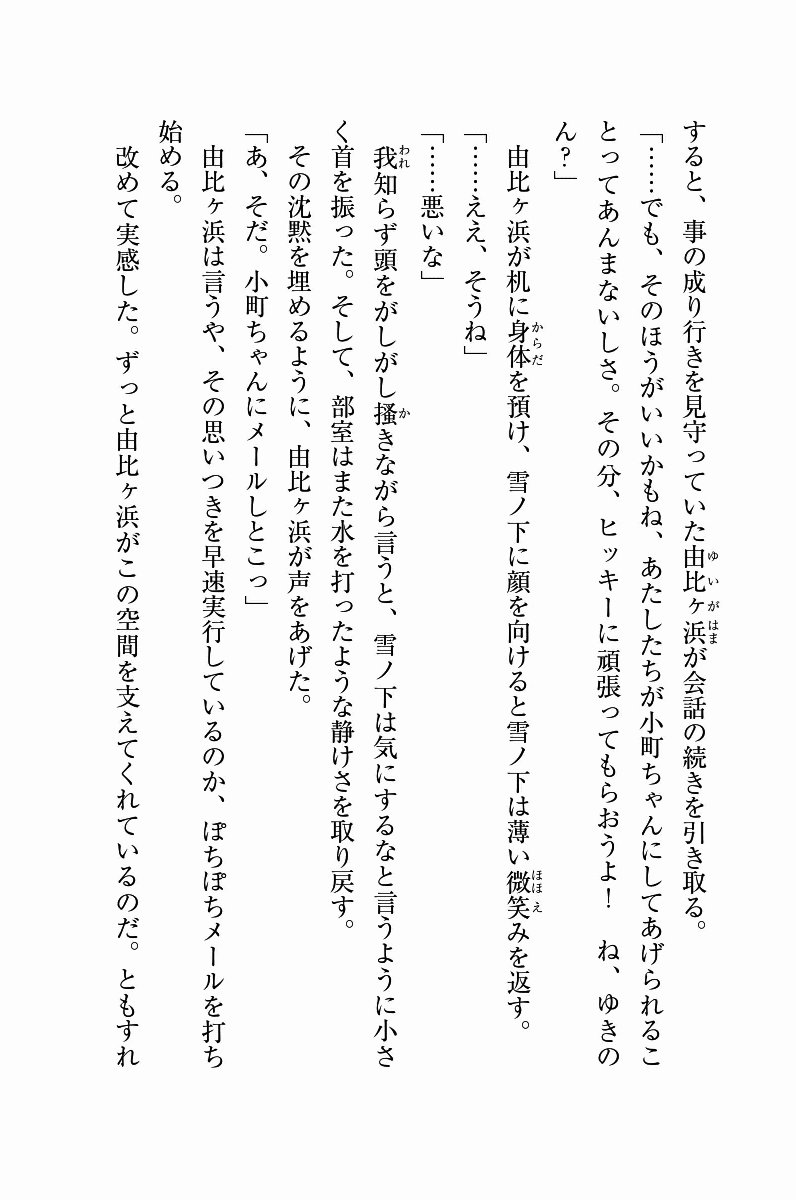 すると、事の成り行きを見守っていた由比ヶ浜が会話の続きを引き取る。
「……でも、そのほうがいいかもね、あたしたちが小町ちゃんにしてあげられるこ
とってあんまないしさ。その分、ヒッキーに頑張ってもらおうよ！　ね、ゆきの
ん？」
　由比ヶ浜が机に身体を預け、雪ノ下に顔を向けると雪ノ下は薄い微笑みを返す。
「……ええ、そうね」
「……悪いな」
　我知らず頭をがしがし掻きながら言うと、雪ノ下は気にするなと言うように小さ
く首を振った。そして、部室はまた水を打ったような静けさを取り戻す。
　その沈黙を埋めるように、由比ヶ浜が声をあげた。
「あ、そだ。小町ちゃんにメールしとこっ」
　由比ヶ浜は言うや、その思いつきを早速実行しているのか、ぽちぽちメールを打ち
始める。
　改めて実感した。ずっと由比ヶ浜がこの空間を支えてくれているのだ。ともすれ